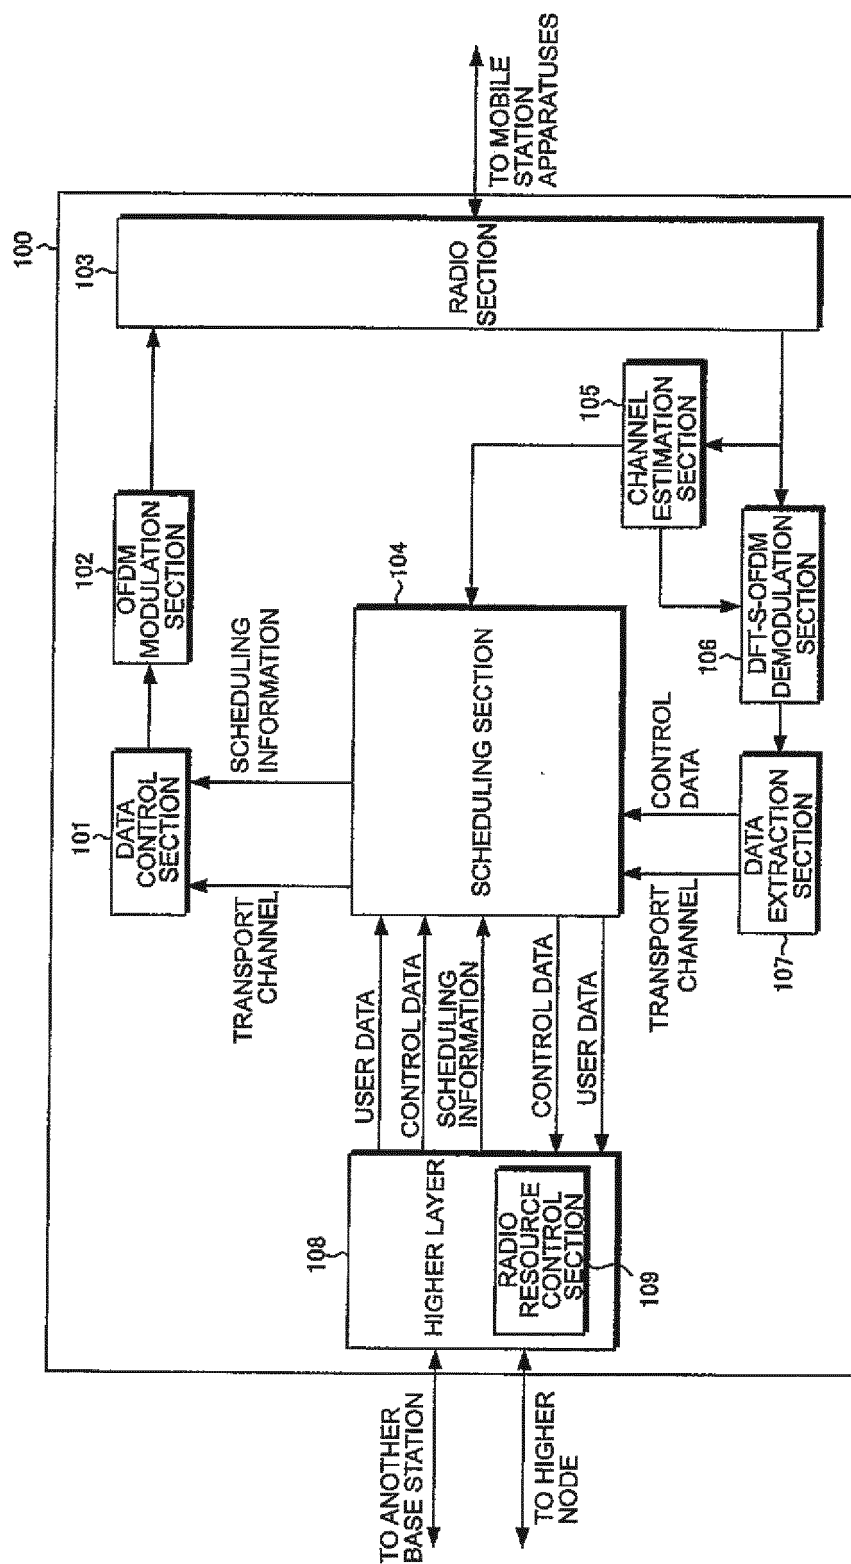 100
103
RADIO
SECTION
TO MOBILE
STATION
APPARATUSES
102
OFDM
MODULATION
SECTION
101
DATA
CONTROL
SECTION
TRANSPORT
CHANNEL
SCHEDULING
INFORMATION
104
SCHEDULING SECTION
105
CHANNEL
ESTIMATION
SECTION
106
DFT-S-OFDM
DEMODULATION
SECTION
107
DATA
EXTRACTION
SECTION
TRANSPORT
CHANNEL
CONTROL
DATA
USER DATA
CONTROL DATA
SCHEDULING
INFORMATION
CONTROL DATA
USER DATA
108
HIGHER LAYER
RADIO
RESOURCE
CONTROL
SECTION
109
TO ANOTHER
BASE STATION
TO HIGHER
NODE